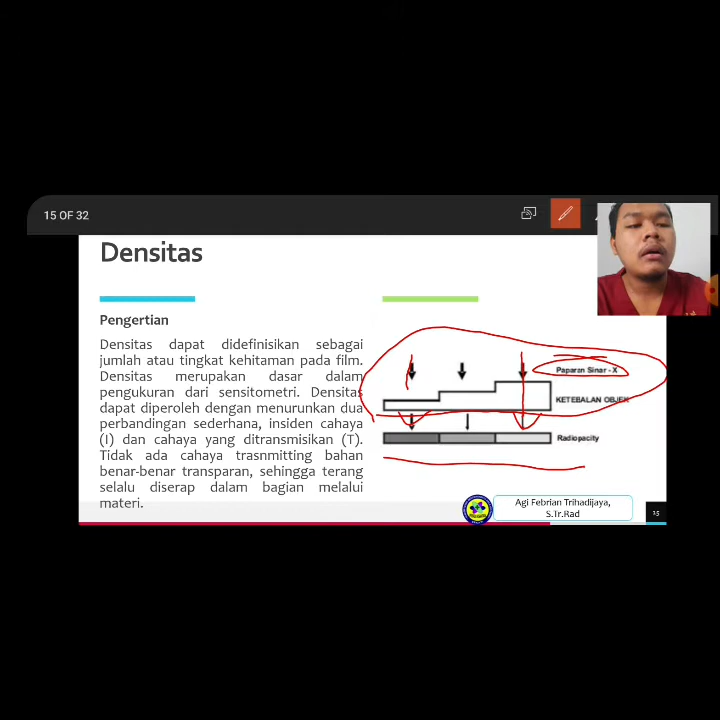 15 OF 32
Densitas
Pengertian
Densitas dapat didefinisikan sebagai
jumlah atau tingkat kehitaman pada film.
Densitas merupakan dasar dalam
pengukuran dari sensitometri. Densitas
dapat diperoleh dengan menurunkan dua
perbandingan sederhana, insiden cahaya
(I) dan cahaya yang ditransmisikan (T).
Tidak ada cahaya trasnmitting bahan
benar-benar transparan, sehingga terang
selalu diserap dalam bagian melalui
materi.
Paparan Sinar - X
KETEBALAN OBJEK
Radiopacity
Agi Febrian Trihadijaya,
S.Tr.Rad
15